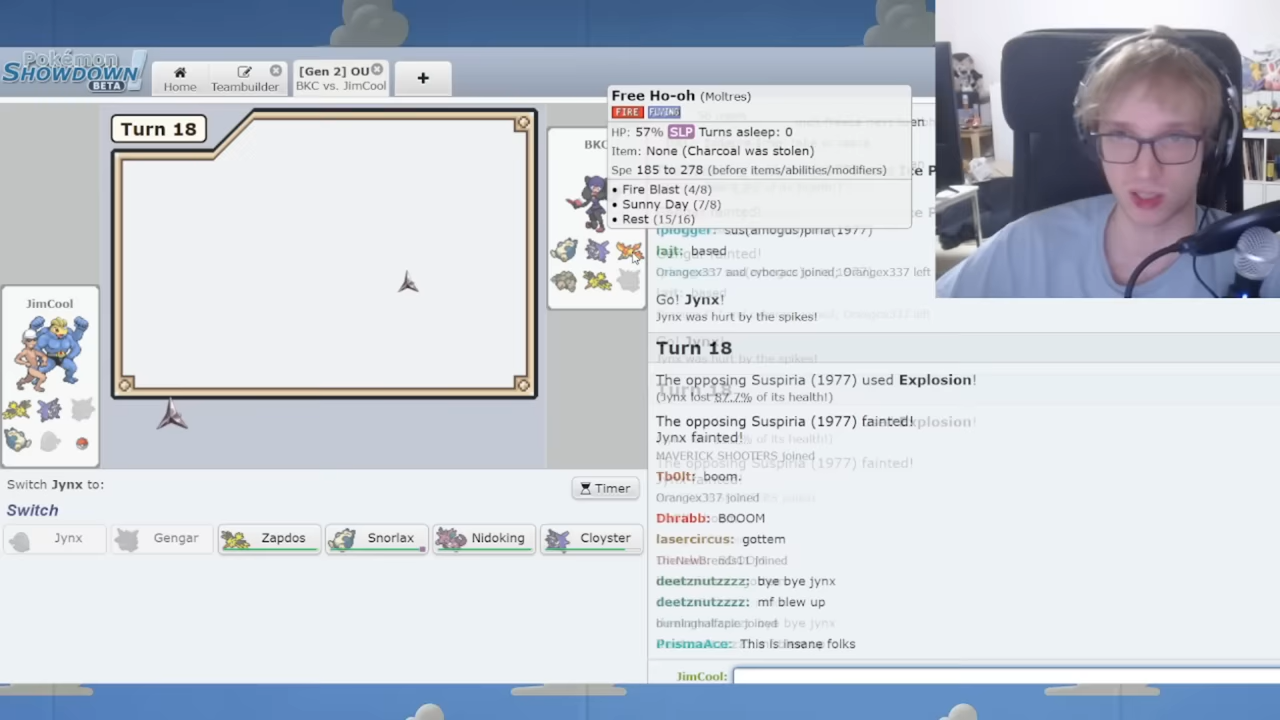 Pokémon
SHOWDOWN!
BETA
Home
Teambuilder
[Gen 2] OU
BKC vs. JimCool
+
Turn 18
BKC
Free Ho-oh (Moltres)
FIRE FLYING
HP: 57% SLP Turns asleep: 0
Item: None (Charcoal was stolen)
Spe 185 to 278 (before items/abilities/modifiers)
• Fire Blast (4/8)
• Sunny Day (7/8)
• Rest (15/16)
lplogger: sus(amogus)piria(1977)
lajt: based
Orangex337 left
Go! Jynx!
Jynx was hurt by the spikes!
Turn 18
The opposing Suspiria (1977) used Explosion!
(Jynx lost 87.7% of its health!)
The opposing Suspiria (1977) fainted!
Jynx fainted!
MAVERICK SHOOTERS joined
Tb0lt: boom.
Orangex337 joined
Dhrabb: BOOOM
lasercircus: gottem
joined
deetznutzzzz: bye bye jynx
deetznutzzzz: mf blew up
PrismaAce: This is insane folks
JimCool:
JimCool
Switch Jynx to:
Timer
Switch
Jynx
Gengar
Zapdos
Snorlax
Nidoking
Cloyster